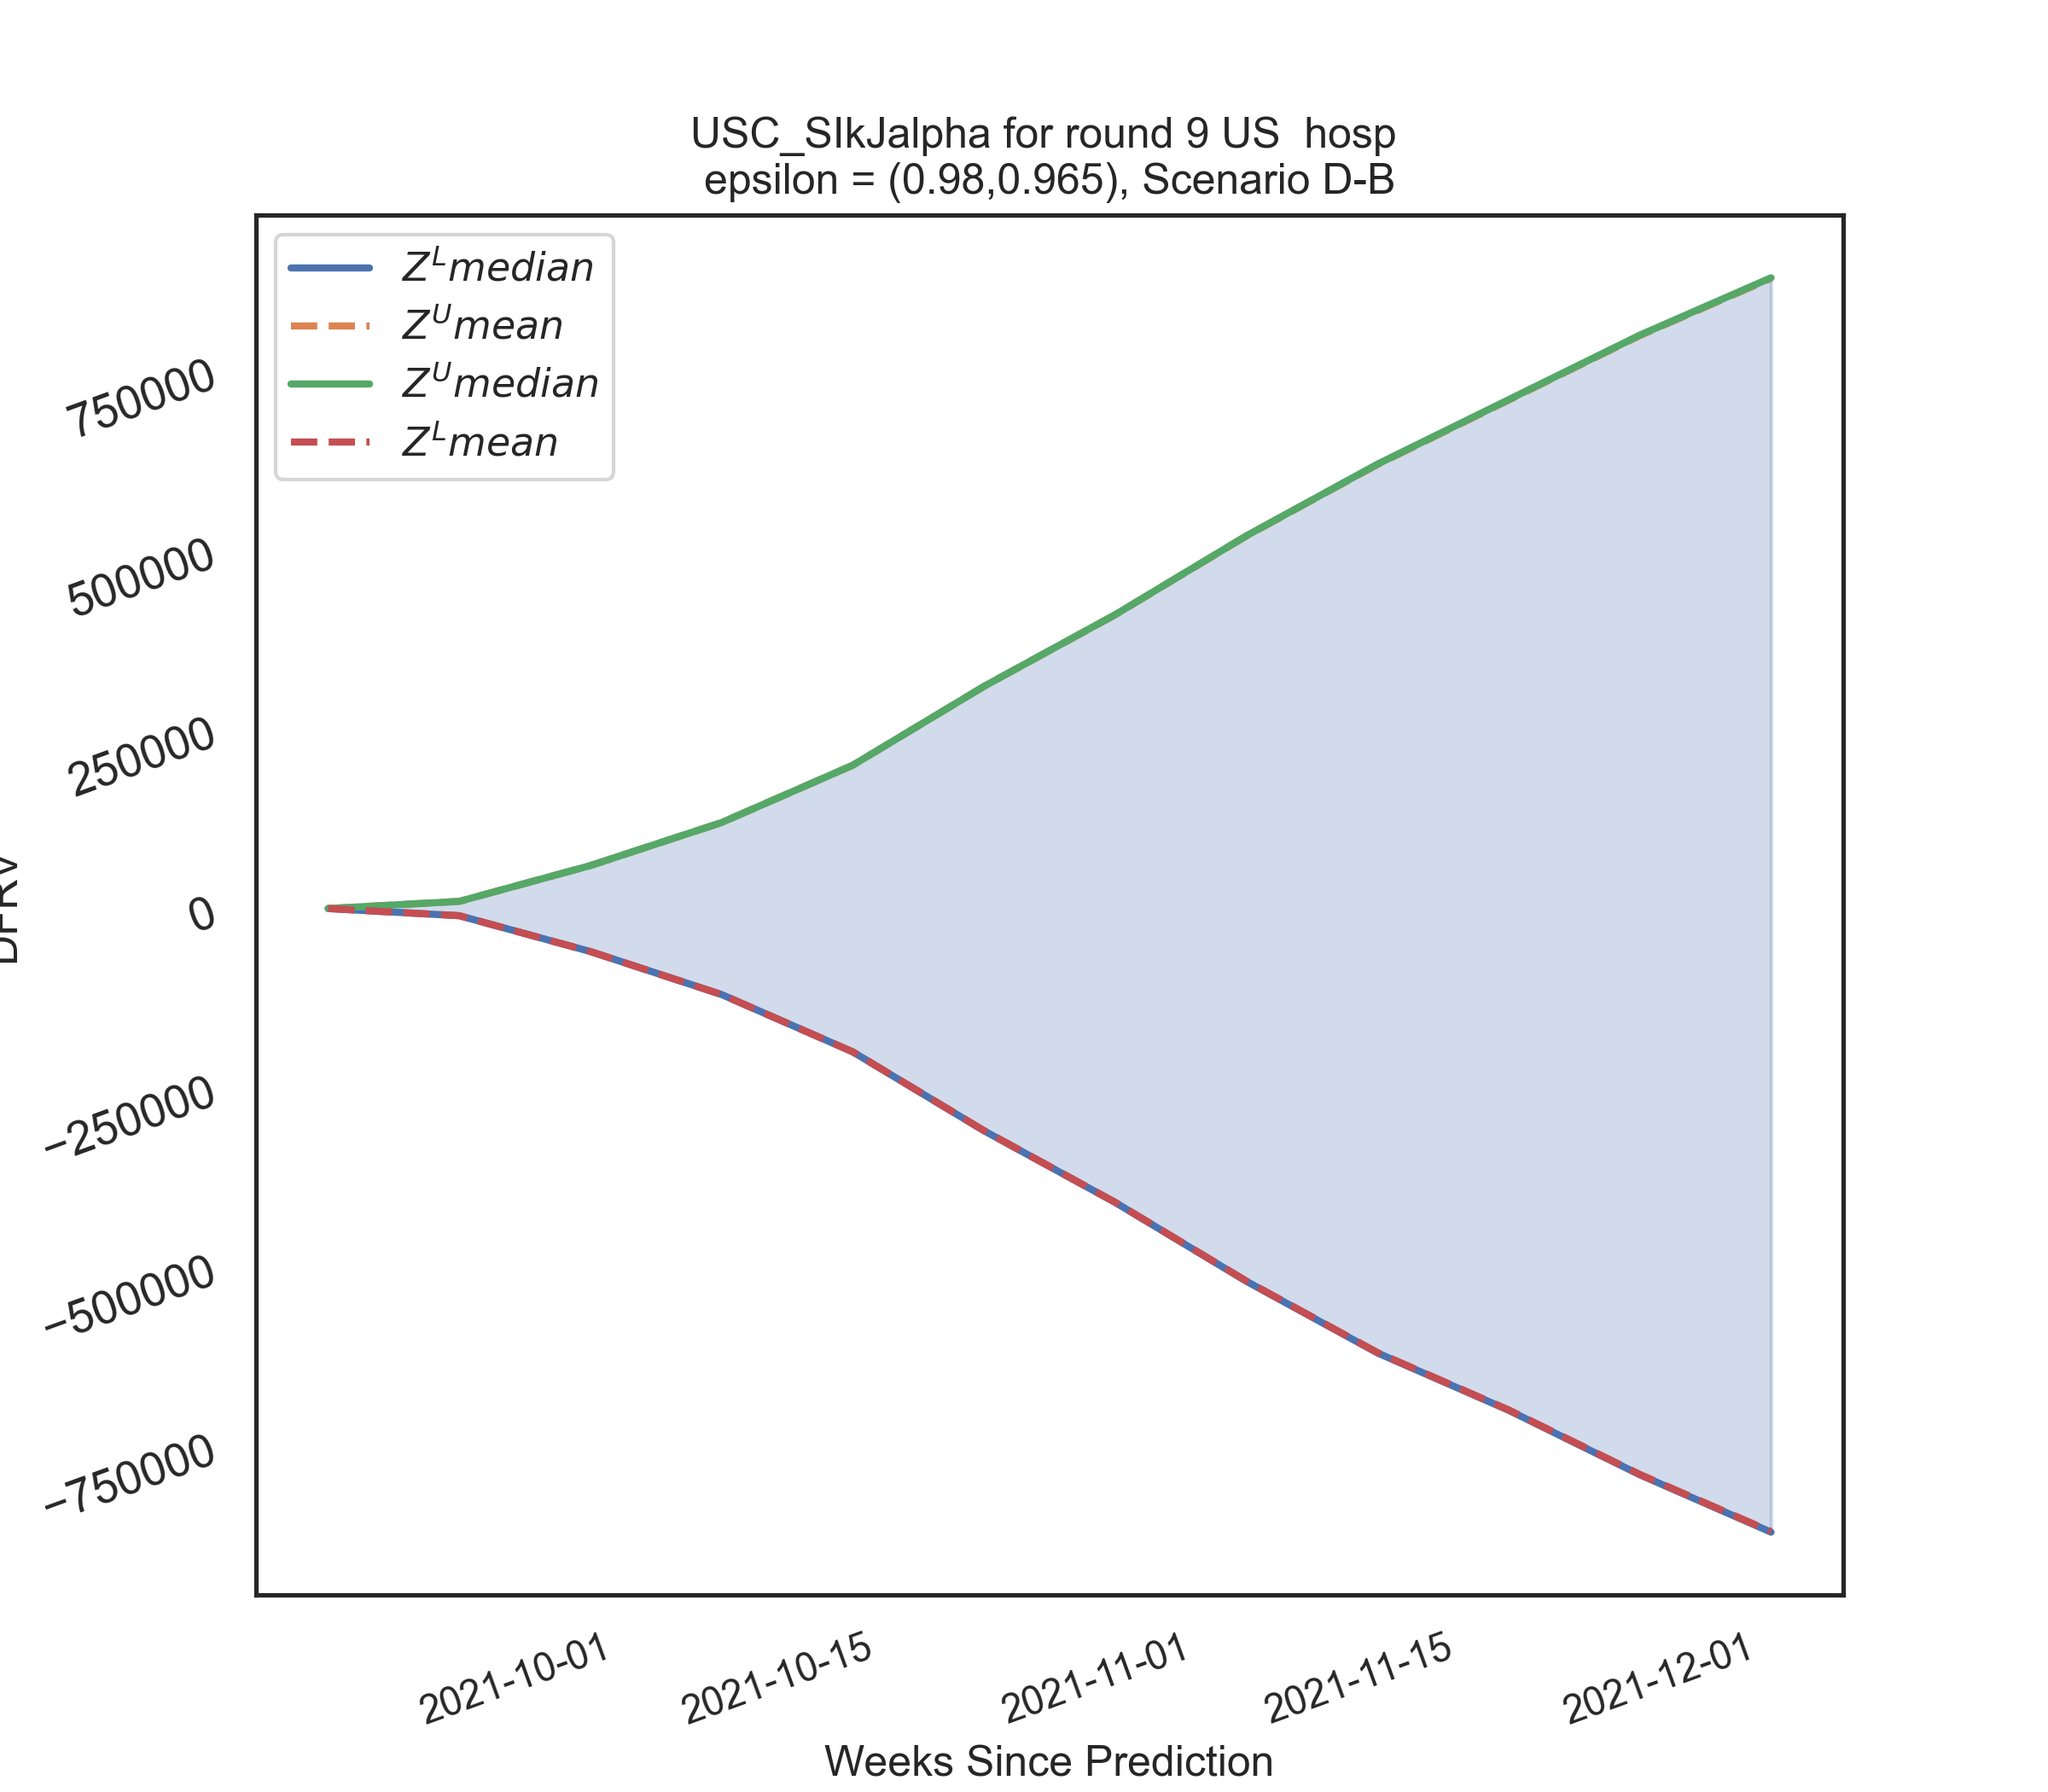 USC_SIkJalpha for round 9 US  hosp
epsilon = (0.98,0.965), Scenario D-B
Z^L median
Z^U mean
Z^U median
Z^L mean
750000
500000
250000
0
−250000
−500000
−750000
2021-10-01
2021-10-15
2021-11-01
2021-11-15
2021-12-01
Weeks Since Prediction